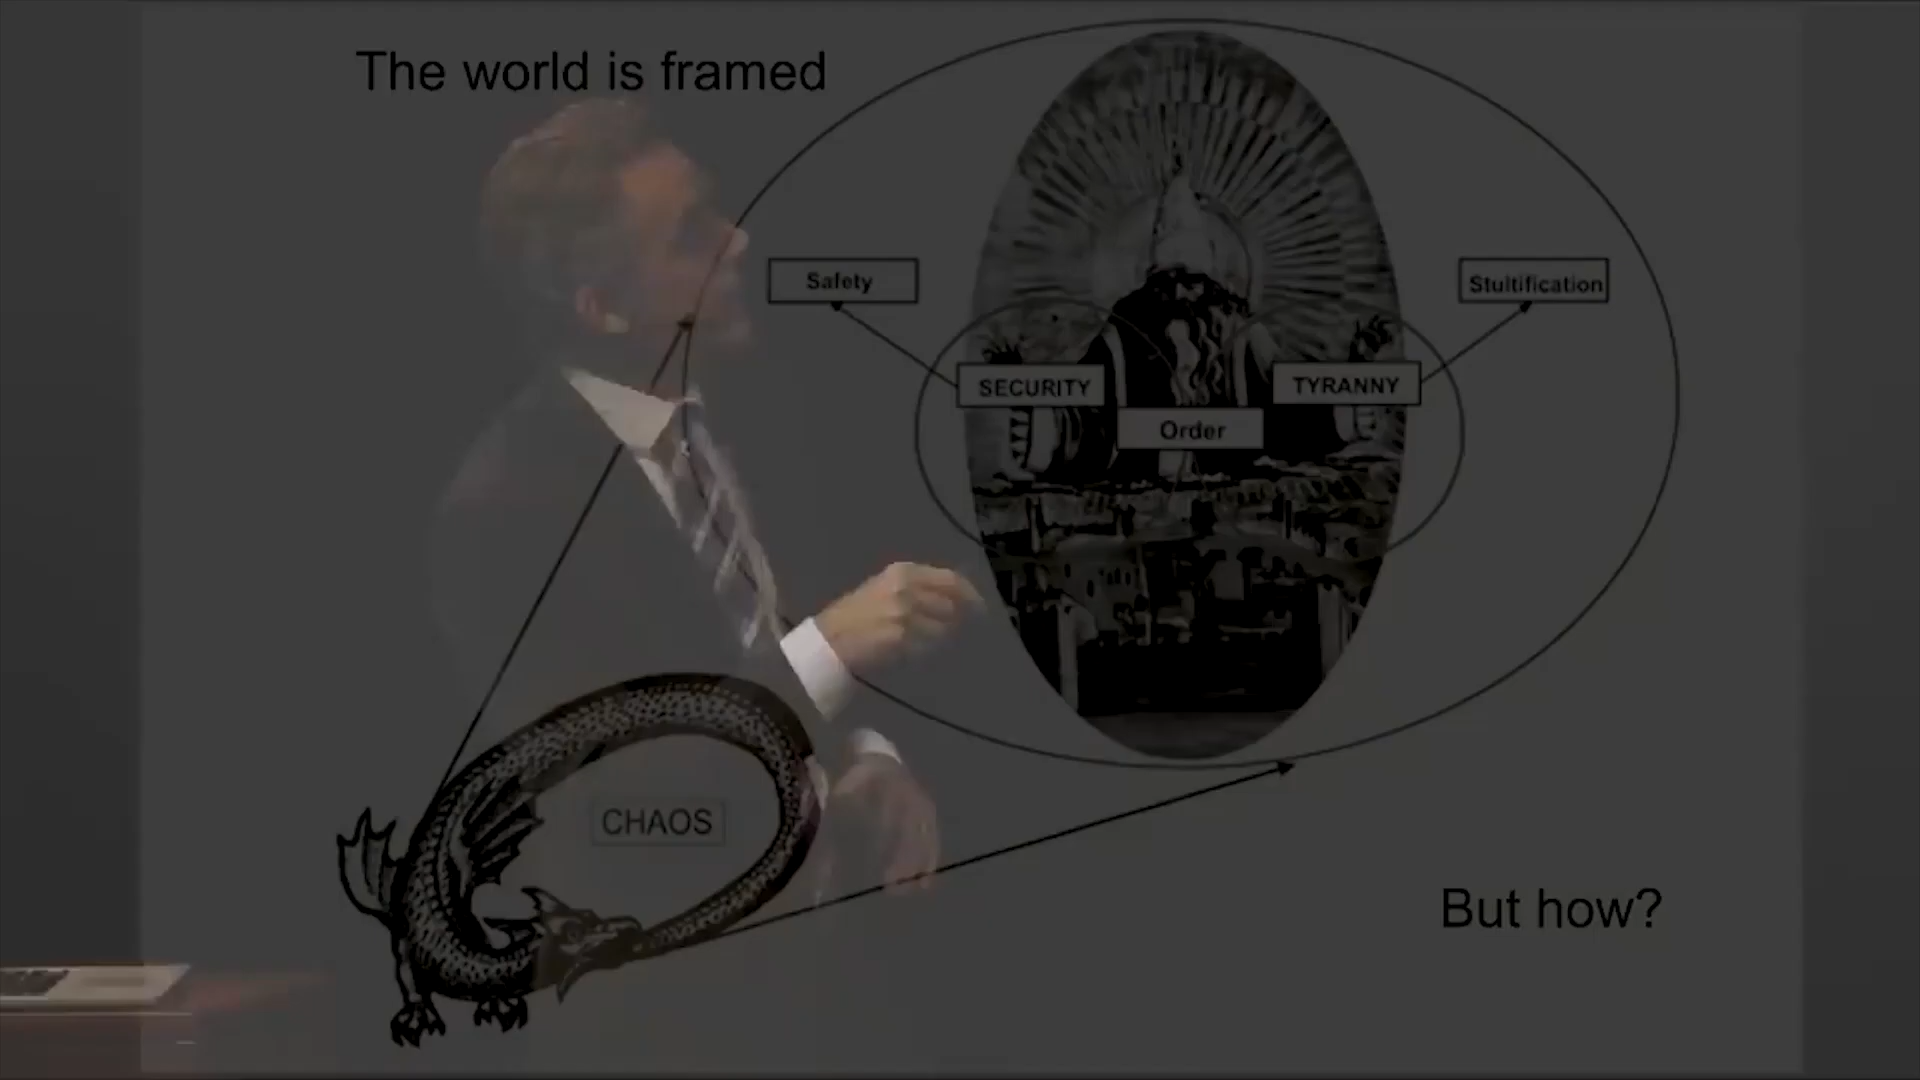 The world is framed
Safety
Stultification
SECURITY
TYRANNY
Order
CHAOS
But how?